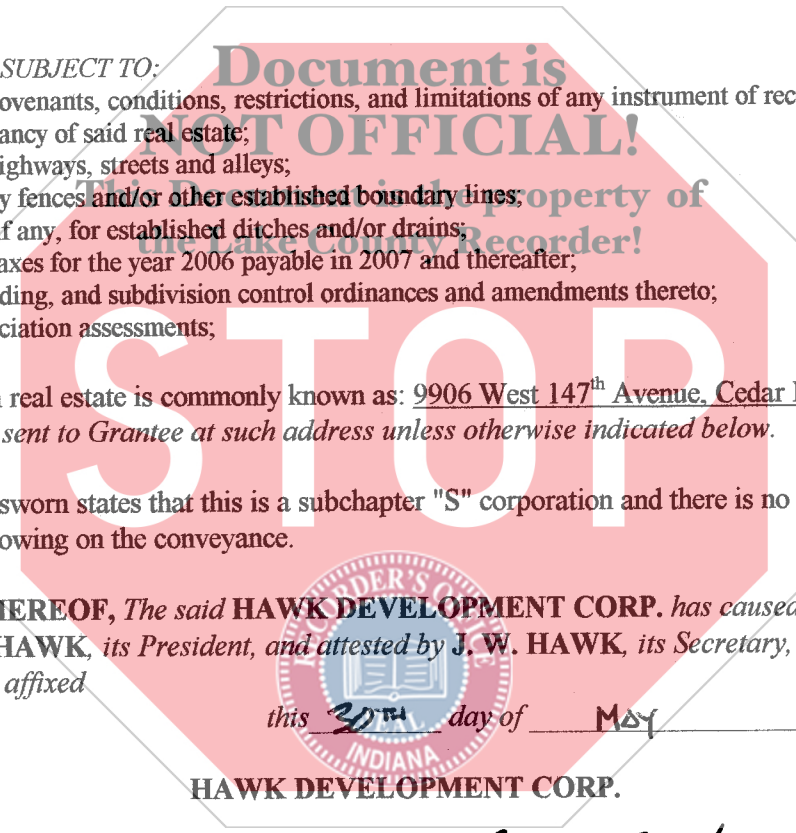 SUBJECT TO:
Document is
ovenants, conditions, restrictions, and limitations of any instrument of rec
ancy of said real estate;
NOT OFFICIAL!
ighways, streets and alleys;
y fences and/or other established boundary lines;
This Document is the property of
f any, for established ditches and/or drains;
the Lake County Recorder!
axes for the year 2006 payable in 2007 and thereafter;
ding, and subdivision control ordinances and amendments thereto;
ciation assessments;
STOP
real estate is commonly known as: 9906 West 147th Avenue, Cedar
sent to Grantee at such address unless otherwise indicated below.
sworn states that this is a subchapter "S" corporation and there is no
owing on the conveyance.
HEREOF, The said HAWK DEVELOPMENT CORP. has caused
HAWK, its President, and attested by J. W. HAWK, its Secretary,
affixed
RECORDER'S OFFICE
this 30TH day of May
SEAL
INDIANA
HAWK DEVELOPMENT CORP.